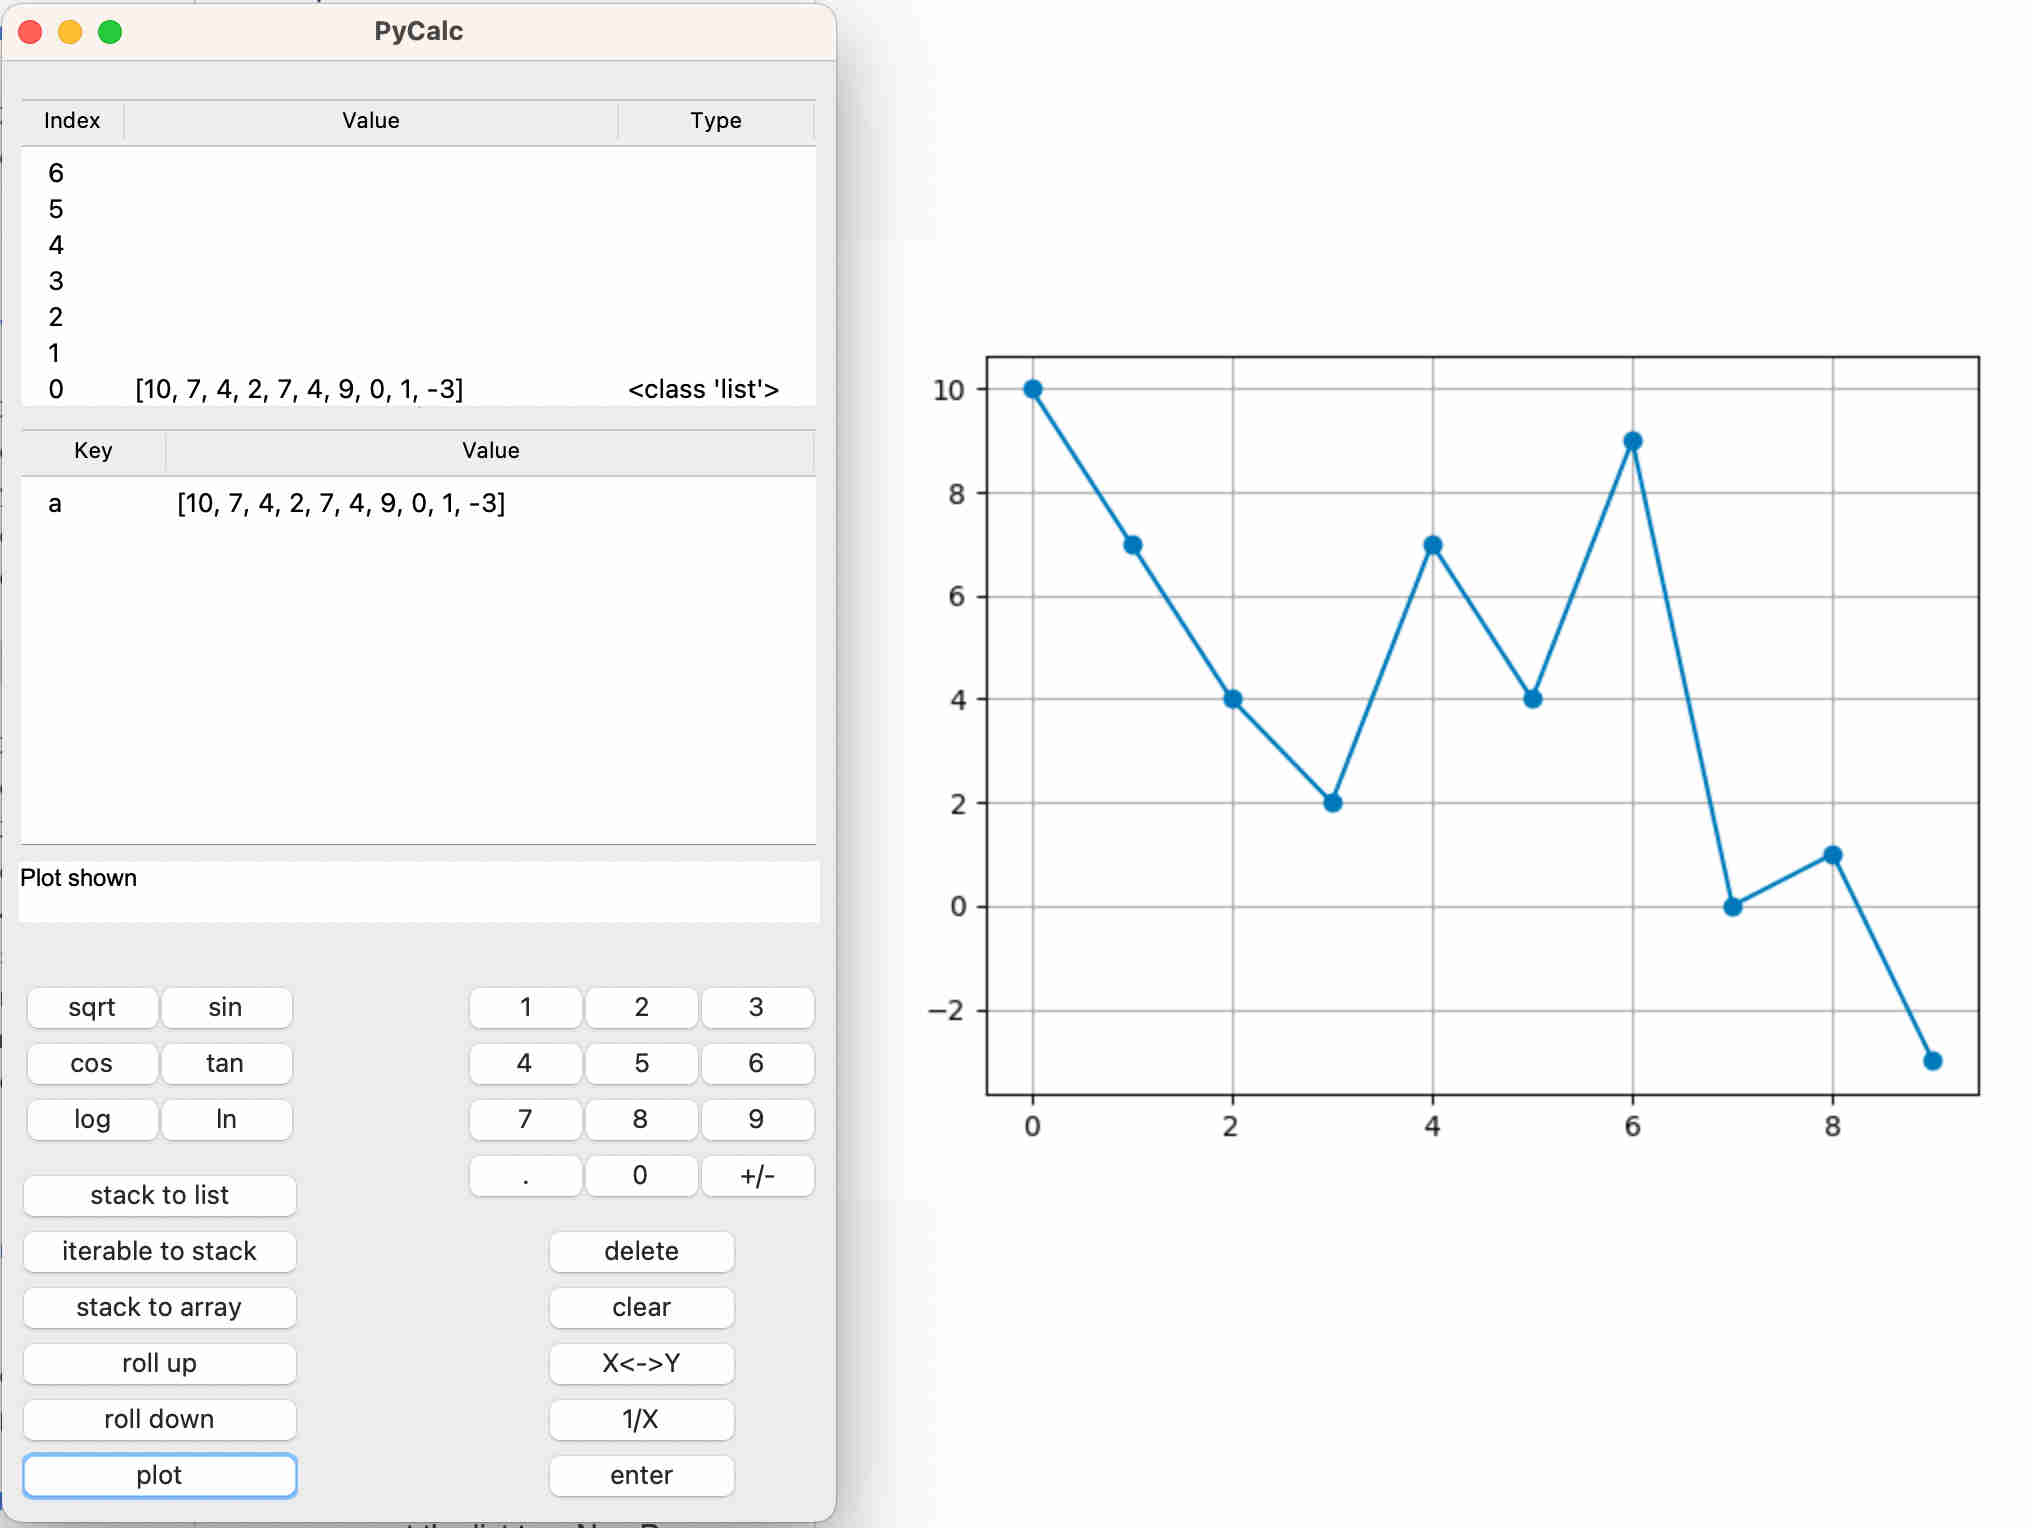 PyCalc
Index Value Type
6
5
4
3
2
1
0 [10, 7, 4, 2, 7, 4, 9, 0, 1, -3] <class 'list'>
Key Value
a [10, 7, 4, 2, 7, 4, 9, 0, 1, -3]
Plot shown
sqrt sin 1 2 3
cos tan 4 5 6
log ln 7 8 9
. 0 +/-
stack to list
iterable to stack delete
stack to array clear
roll up X<->Y
roll down 1/X
plot enter
10
8
6
4
2
0
−2
0 2 4 6 8